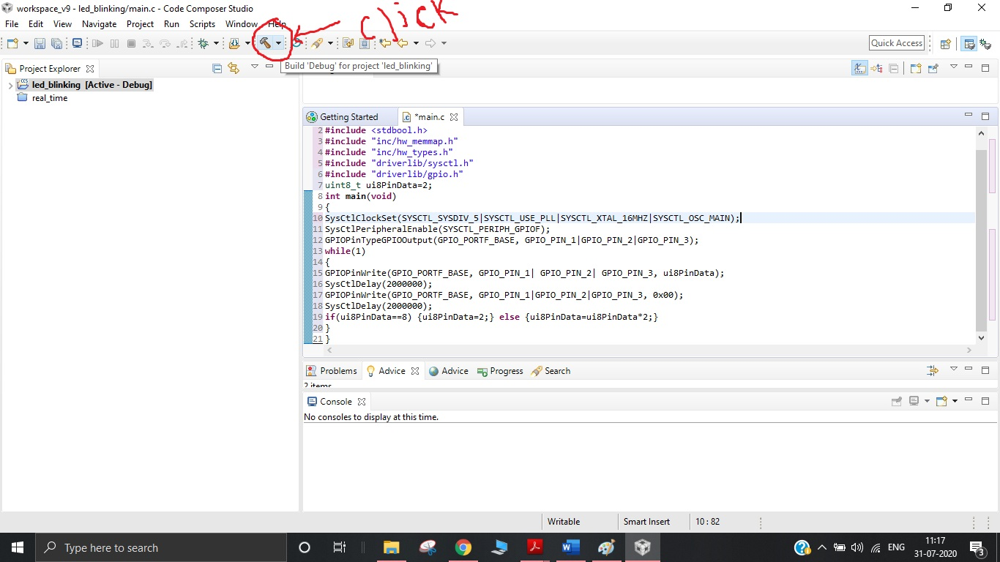 workspace_v9 - led_blinking/main.c - Code Composer Studio
File Edit View Navigate Project Run Scripts Window Help
click
Quick Access
Build 'Debug' for project 'led_blinking'
Project Explorer
led_blinking [Active - Debug]
real_time
Getting Started *main.c
2 #include <stdbool.h>
3 #include "inc/hw_memmap.h"
4 #include "inc/hw_types.h"
5 #include "driverlib/sysctl.h"
6 #include "driverlib/gpio.h"
7 uint8_t ui8PinData=2;
8 int main(void)
9 {
10 SysCtlClockSet(SYSCTL_SYSDIV_5|SYSCTL_USE_PLL|SYSCTL_XTAL_16MHZ|SYSCTL_OSC_MAIN);
11 SysCtlPeripheralEnable(SYSCTL_PERIPH_GPIOF);
12 GPIOPinTypeGPIOOutput(GPIO_PORTF_BASE, GPIO_PIN_1|GPIO_PIN_2|GPIO_PIN_3);
13 while(1)
14 {
15 GPIOPinWrite(GPIO_PORTF_BASE, GPIO_PIN_1| GPIO_PIN_2| GPIO_PIN_3, ui8PinData);
16 SysCtlDelay(2000000);
17 GPIOPinWrite(GPIO_PORTF_BASE, GPIO_PIN_1|GPIO_PIN_2|GPIO_PIN_3, 0x00);
18 SysCtlDelay(2000000);
19 if(ui8PinData==8) {ui8PinData=2;} else {ui8PinData=ui8PinData*2;}
20 }
21 }
Problems Advice Advice Progress Search
2 items
Console
No consoles to display at this time.
Writable Smart Insert 10 : 82
Type here to search
ENG
11:17
31-07-2020
3